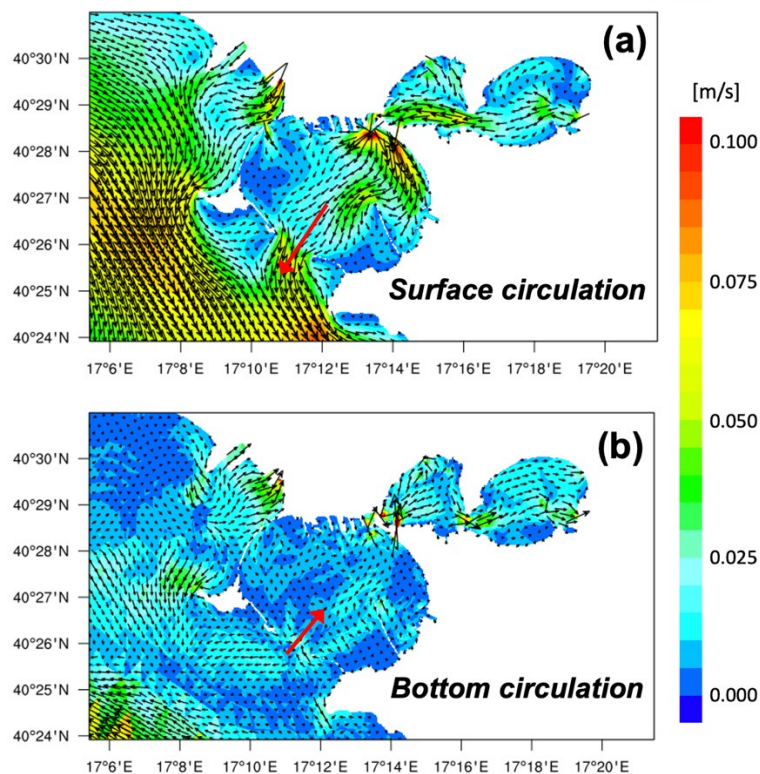 (a)
40°30'N
40°29'N
40°28'N
40°27'N
40°26'N
40°25'N
40°24'N
Surface circulation
17°6'E 17°8'E 17°10'E 17°12'E 17°14'E 17°16'E 17°18'E 17°20'E
[m/s]
0.100
0.075
0.050
0.025
0.000
(b)
40°30'N
40°29'N
40°28'N
40°27'N
40°26'N
40°25'N
40°24'N
Bottom circulation
17°6'E 17°8'E 17°10'E 17°12'E 17°14'E 17°16'E 17°18'E 17°20'E